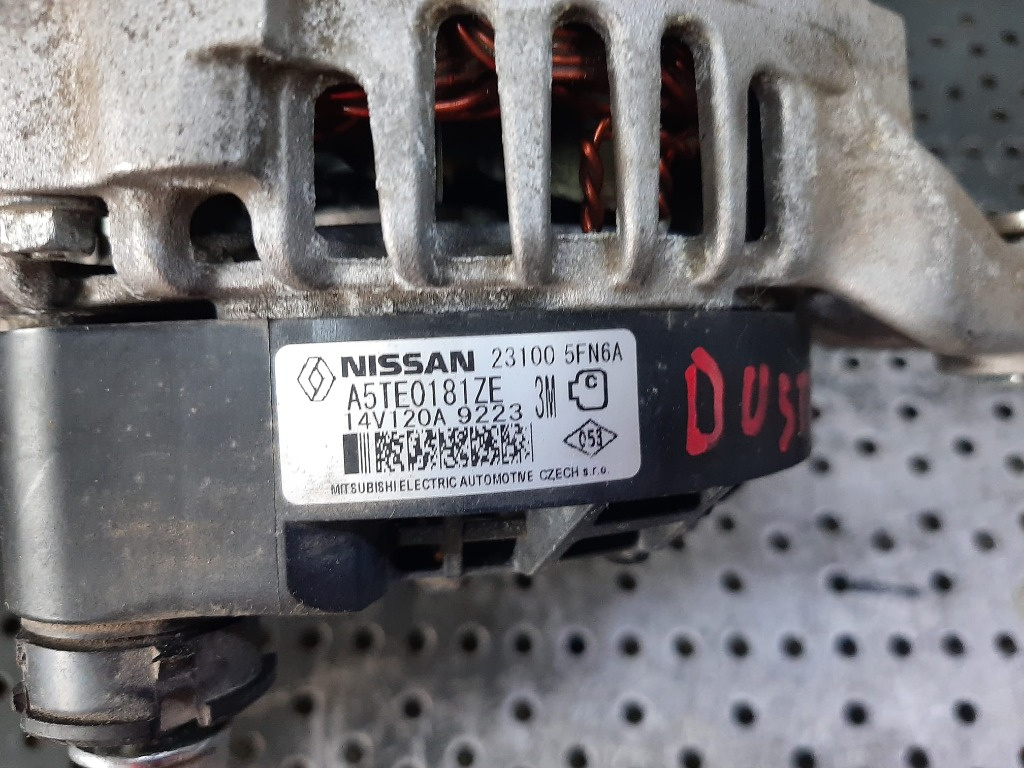 NISSAN 23100 5FN6A
A5TE0181ZE 3M C
14V120A 9223
053
MITSUBISHI ELECTRIC AUTOMOTIVE CZECH s.r.o.
DUST